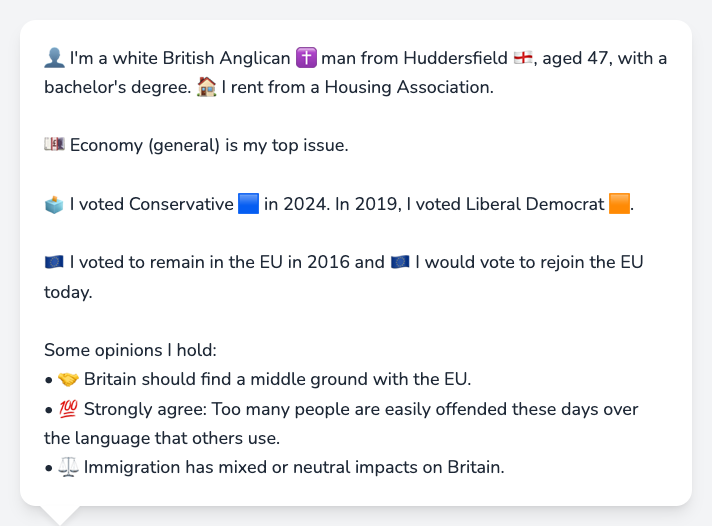 👤 I'm a white British Anglican ✝️ man from Huddersfield 🏴󠁧󠁢󠁥󠁮󠁧󠁿, aged 47, with a
bachelor's degree. 🏠 I rent from a Housing Association.
💷 Economy (general) is my top issue.
🗳️ I voted Conservative 🟦 in 2024. In 2019, I voted Liberal Democrat 🟧.
🇪🇺 I voted to remain in the EU in 2016 and 🇪🇺 I would vote to rejoin the EU
today.
Some opinions I hold:
• 🤝 Britain should find a middle ground with the EU.
• 💯 Strongly agree: Too many people are easily offended these days over
the language that others use.
• ⚖️ Immigration has mixed or neutral impacts on Britain.